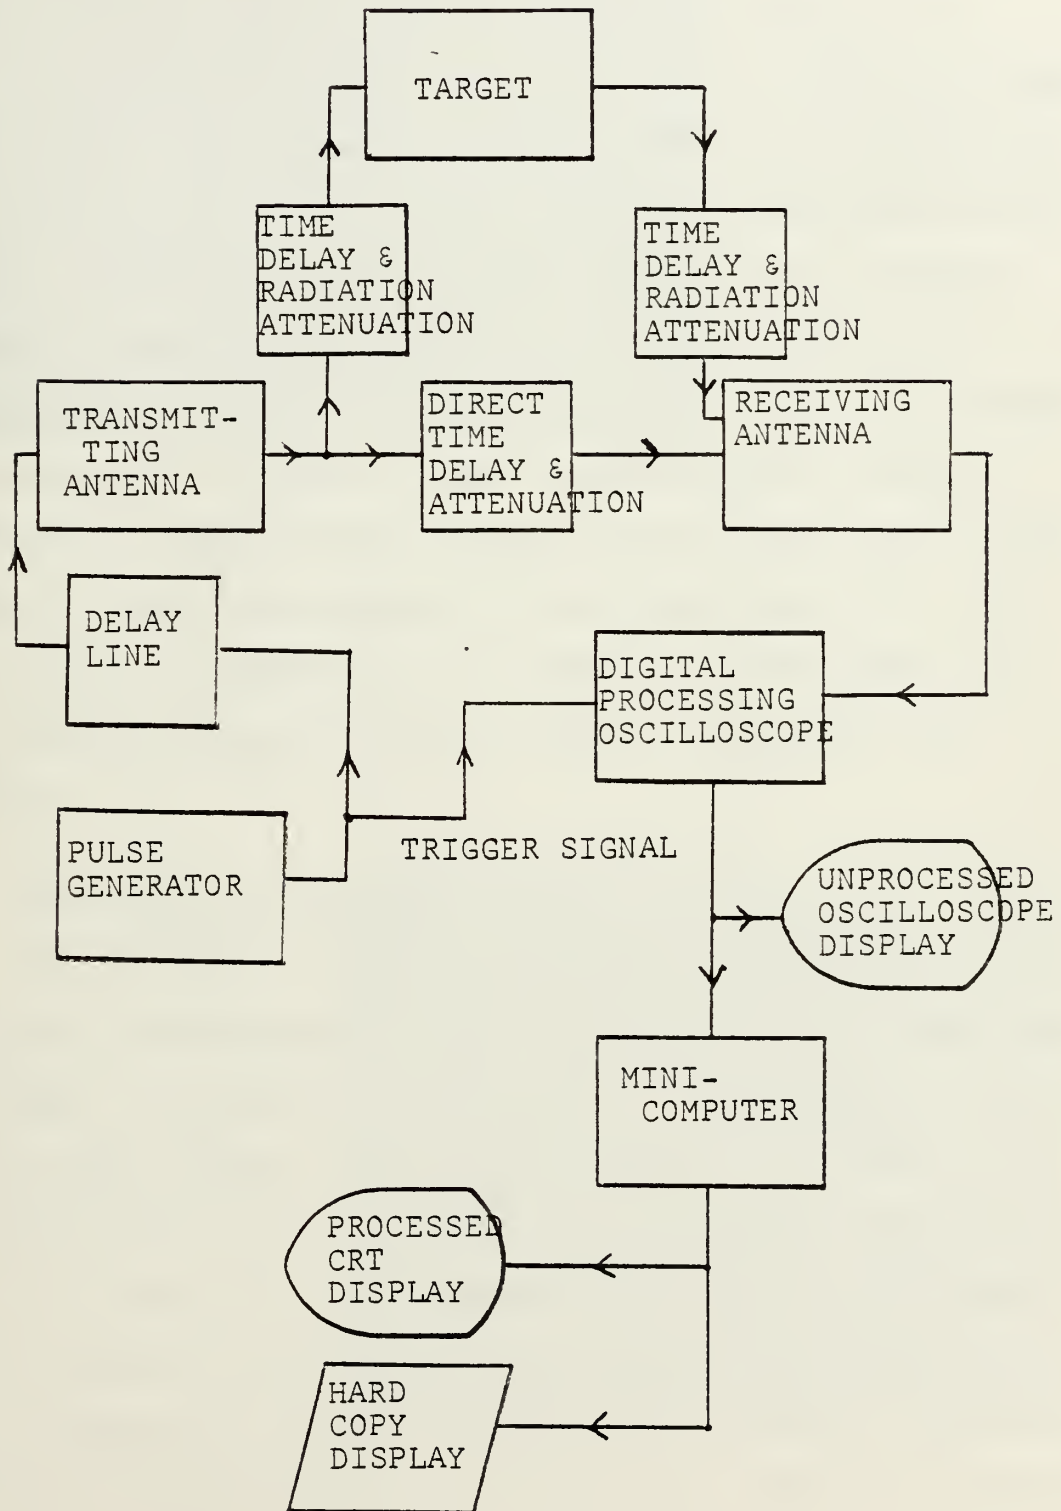 TARGET
TIME
DELAY &
RADIATION
ATTENUATION
TIME
DELAY &
RADIATION
ATTENUATION
TRANSMIT-
TING
ANTENNA
DIRECT
TIME
DELAY &
ATTENUATION
RECEIVING
ANTENNA
DELAY
LINE
DIGITAL
PROCESSING
OSCILLOSCOPE
PULSE
GENERATOR
TRIGGER SIGNAL
UNPROCESSED
OSCILLOSCOPE
DISPLAY
MINI-
COMPUTER
PROCESSED
CRT
DISPLAY
HARD
COPY
DISPLAY